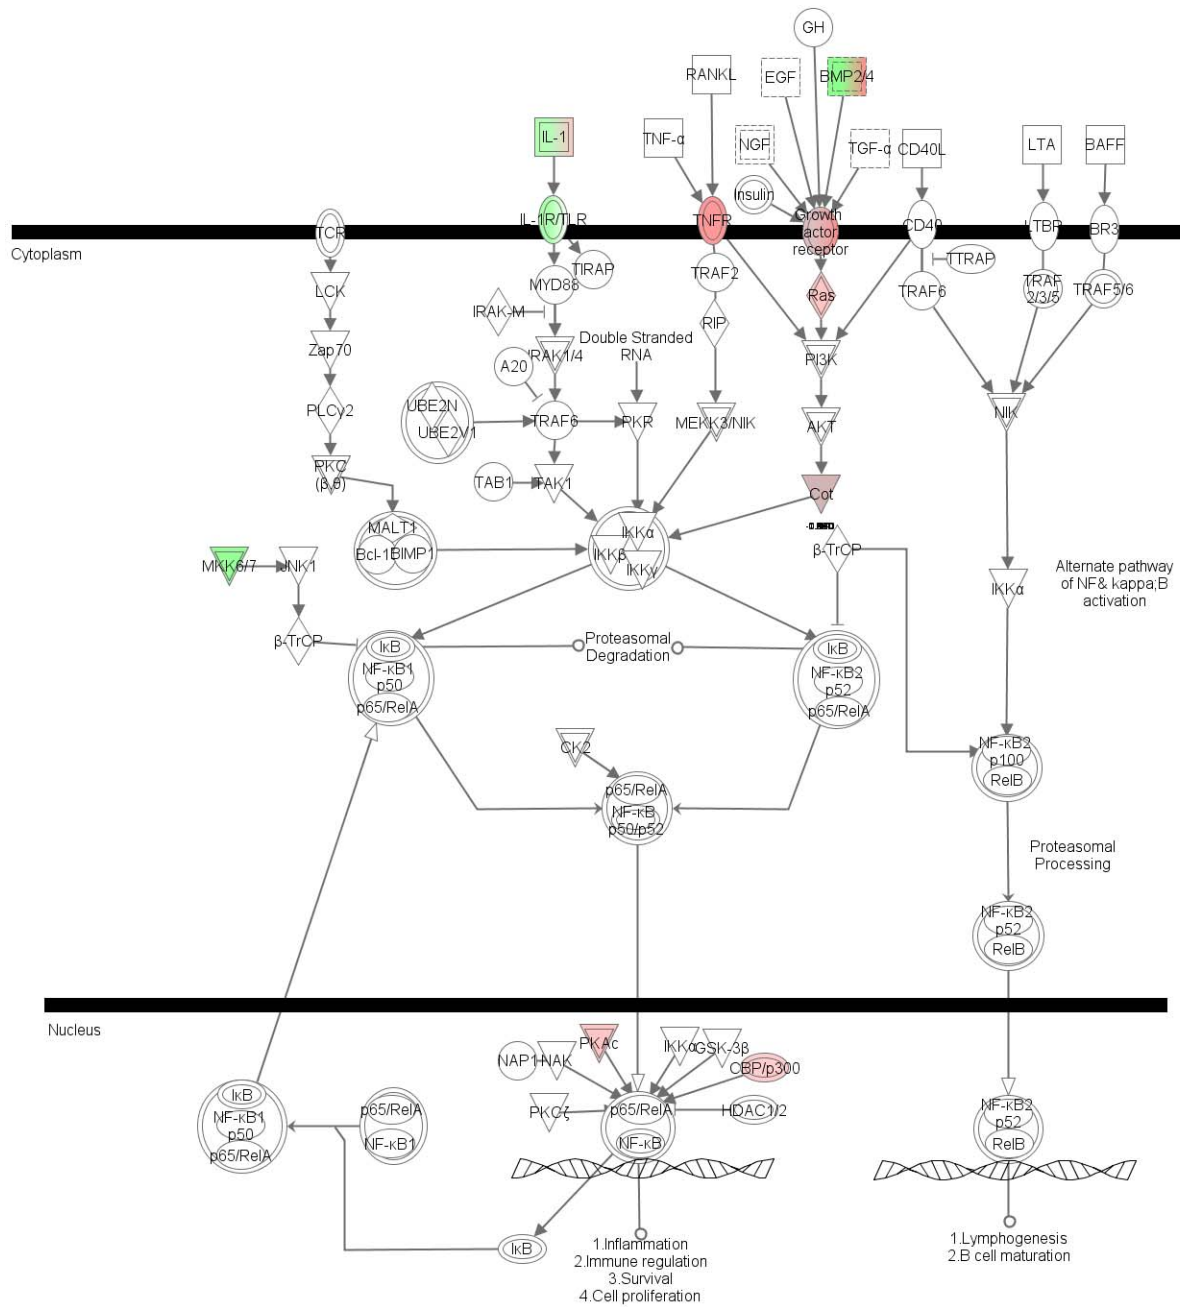 GH
RANKL
EGF
BMP2/4
IL-1
TNF-α
NGF
TGF-α
CD40L
LTA
BAFF
Insulin
TCR
IL-1R/TLR
TNFR
Growth
factor
receptor
CD40
LTBR
BR3
Cytoplasm
LCK
MYD88
TIRAP
TRAF2
Ras
TRAF6
TTRAP
TRAF
2/3/5
TRAF5/6
IRAK-M
RIP
Zap70
IRAK1/4
Double Stranded
RNA
PI3K
A20
PLCγ2
UBE2N
UBE2V1
TRAF6
PKR
MEKK3/NIK
AKT
NIK
PKC
(β,θ)
TAB1
TAK1
Cot
MALT1
Bcl-1
BIMP1
IKKα
IKKβ
IKKγ
β-TrCP
MKK6/7
JNK1
IKKα
Alternate pathway
of NF& kappa;B
activation
β-TrCP
IκB
NF-κB1
p50
p65/RelA
Proteasomal
Degradation
IκB
NF-κB2
p52
p65/RelA
CK2
p65/RelA
NF-κB
p50/p52
NF-κB2
p100
RelB
Proteasomal
Processing
NF-κB2
p52
RelB
Nucleus
NAP1
NAK
PKAc
IKKα
GSK-3β
CBP/p300
PKCζ
p65/RelA
NF-κB
HDAC1/2
IκB
NF-κB1
p50
p65/RelA
p65/RelA
NF-κB1
NF-κB2
p52
RelB
IκB
1.Inflammation
2.Immune regulation
3.Survival
4.Cell proliferation
1.Lymphogenesis
2.B cell maturation